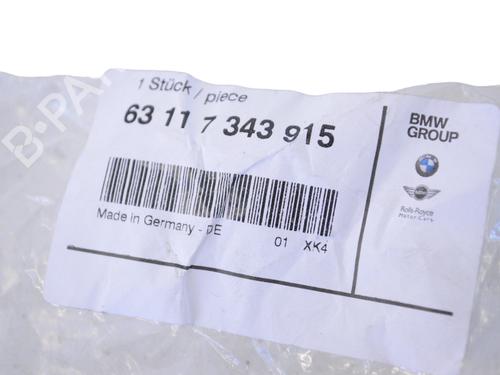 1 Stück / piece
63 11 7 343 915
Made in Germany - DE
01 XK4
BMW
GROUP
Rolls-Royce
Motor Cars
B-PA